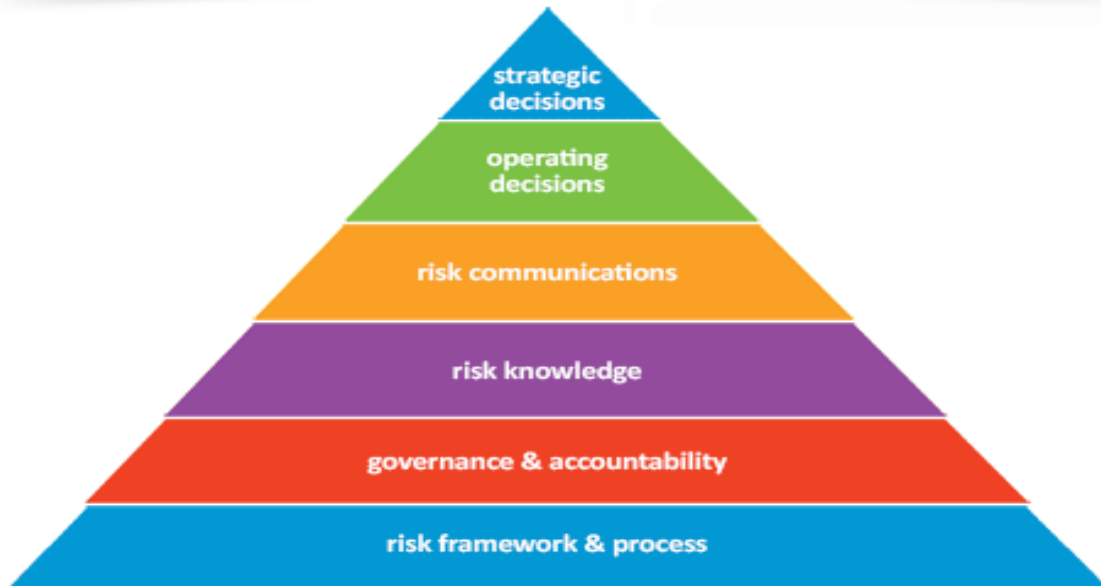 strategic
decisions
operating
decisions
risk communications
risk knowledge
governance & accountability
risk framework & process